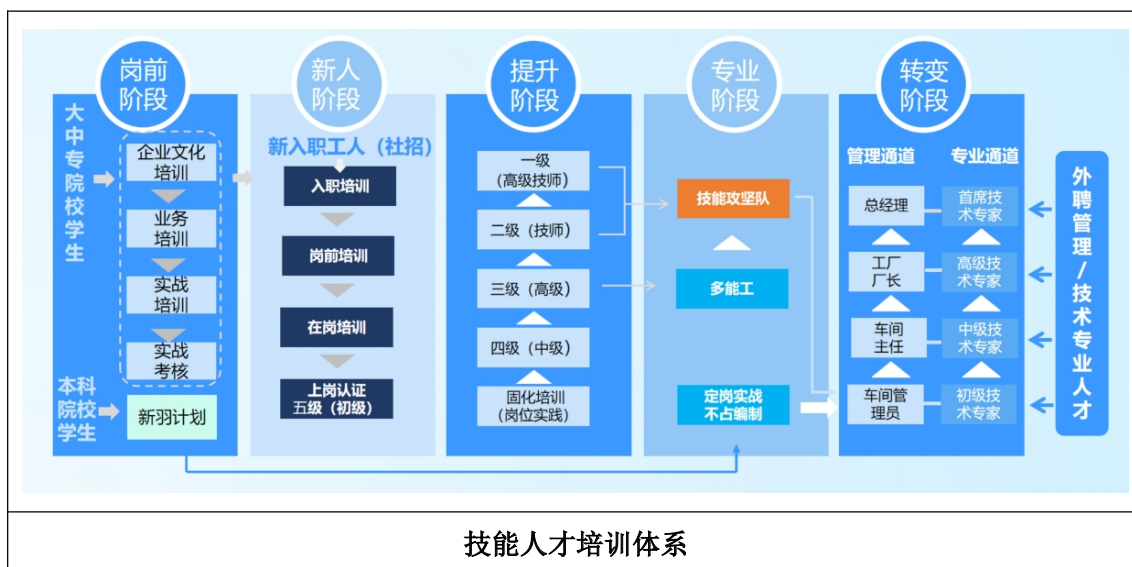 岗前
阶段
大中专院校学生
企业文化
培训
业务
培训
实战
培训
实战
考核
本科
院校
学生
新羽计划
新人
阶段
新入职工人（社招）
入职培训
岗前培训
在岗培训
上岗认证
五级（初级）
提升
阶段
一级
(高级技师)
二级（技师）
三级（高级）
四级（中级）
固化培训
(岗位实践)
专业
阶段
技能攻坚队
多能工
定岗实战
不占编制
转变
阶段
管理通道
专业通道
总经理
首席技
术专家
工厂
厂长
高级技
术专家
车间
主任
中级技
术专家
车间管
理员
初级技
术专家
外聘管理/技术专业人才
技能人才培训体系